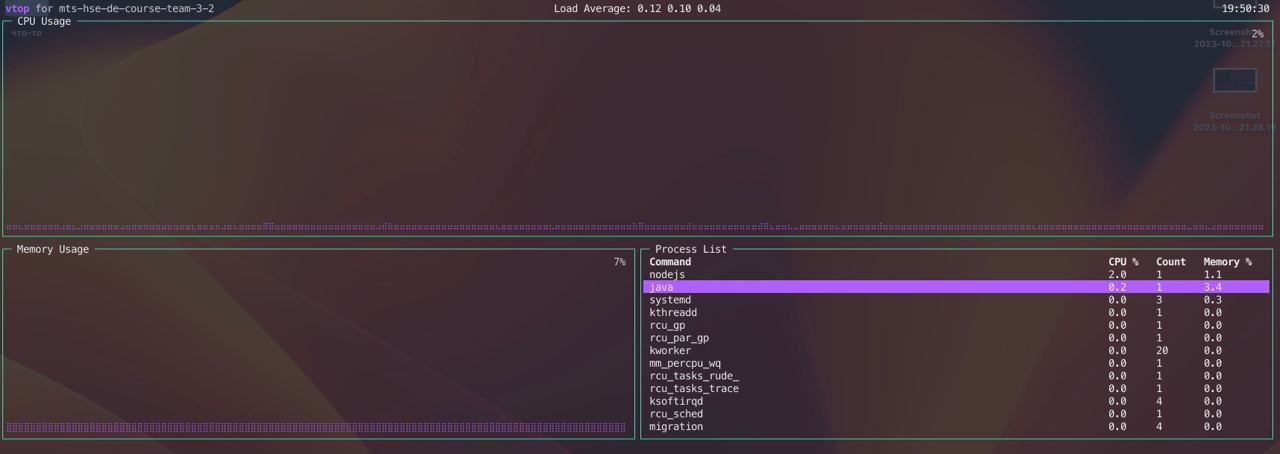 vtop for mts-hse-de-course-team-3-2 Load Average: 0.12 0.10 0.04 19:50:30
CPU Usage
что-то
2%
Screenshot
2023-10...21.27.5
Screenshot
2023-10...21.28.1
Memory Usage
7%
Process List
Command CPU % Count Memory %
nodejs 2.0 1 1.1
java 0.2 1 3.4
systemd 0.0 3 0.3
kthreadd 0.0 1 0.0
rcu_gp 0.0 1 0.0
rcu_par_gp 0.0 1 0.0
kworker 0.0 20 0.0
mm_percpu_wq 0.0 1 0.0
rcu_tasks_rude_ 0.0 1 0.0
rcu_tasks_trace 0.0 1 0.0
ksoftirqd 0.0 4 0.0
rcu_sched 0.0 1 0.0
migration 0.0 4 0.0